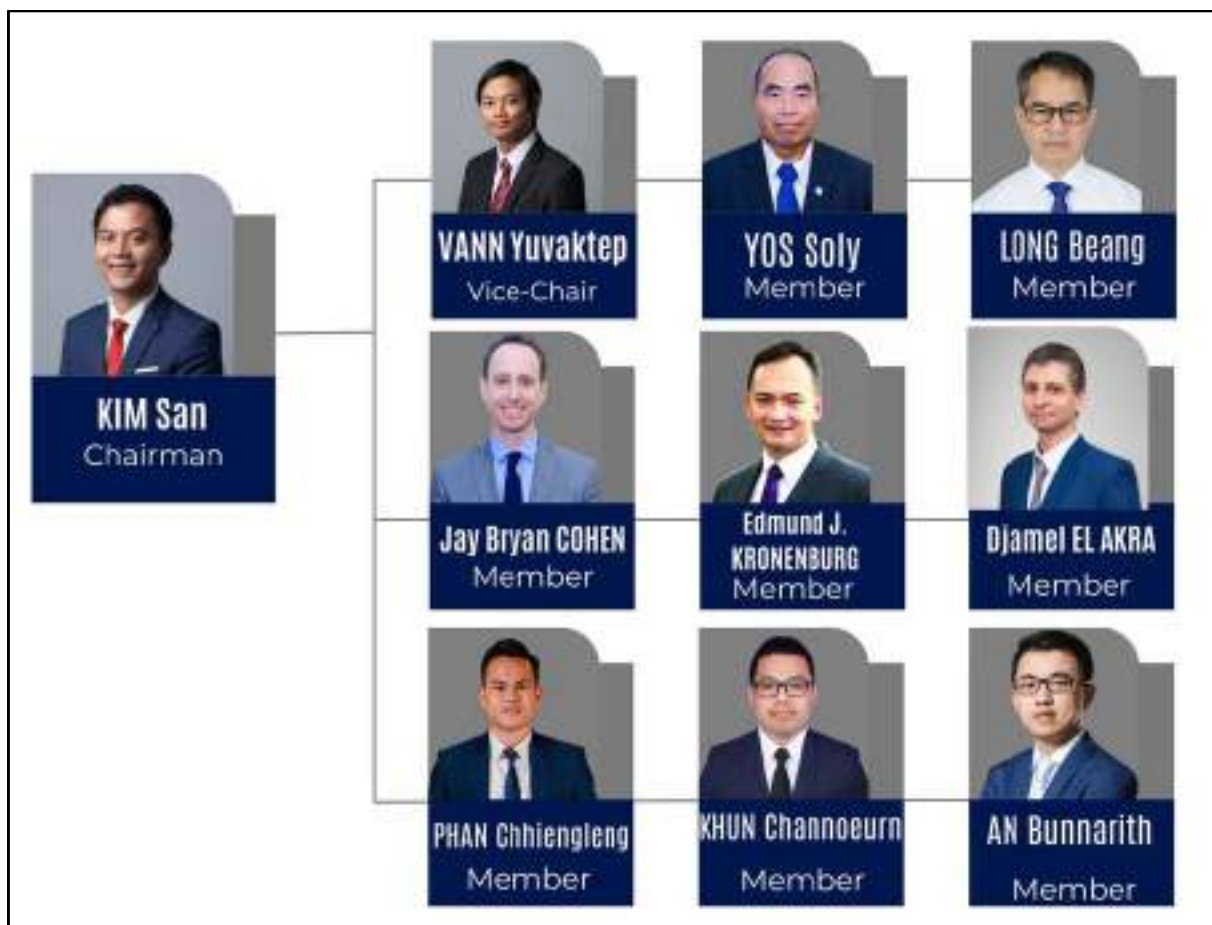 KIM San
Chairman
VANN Yuvaktep
Vice-Chair
YOS Soly
Member
LONG Beang
Member
Jay Bryan COHEN
Member
Edmund J.
KRONENBURG
Member
Djamel EL AKRA
Member
PHAN Chhiengleng
Member
KHUN Channoeurn
Member
AN Bunnarith
Member